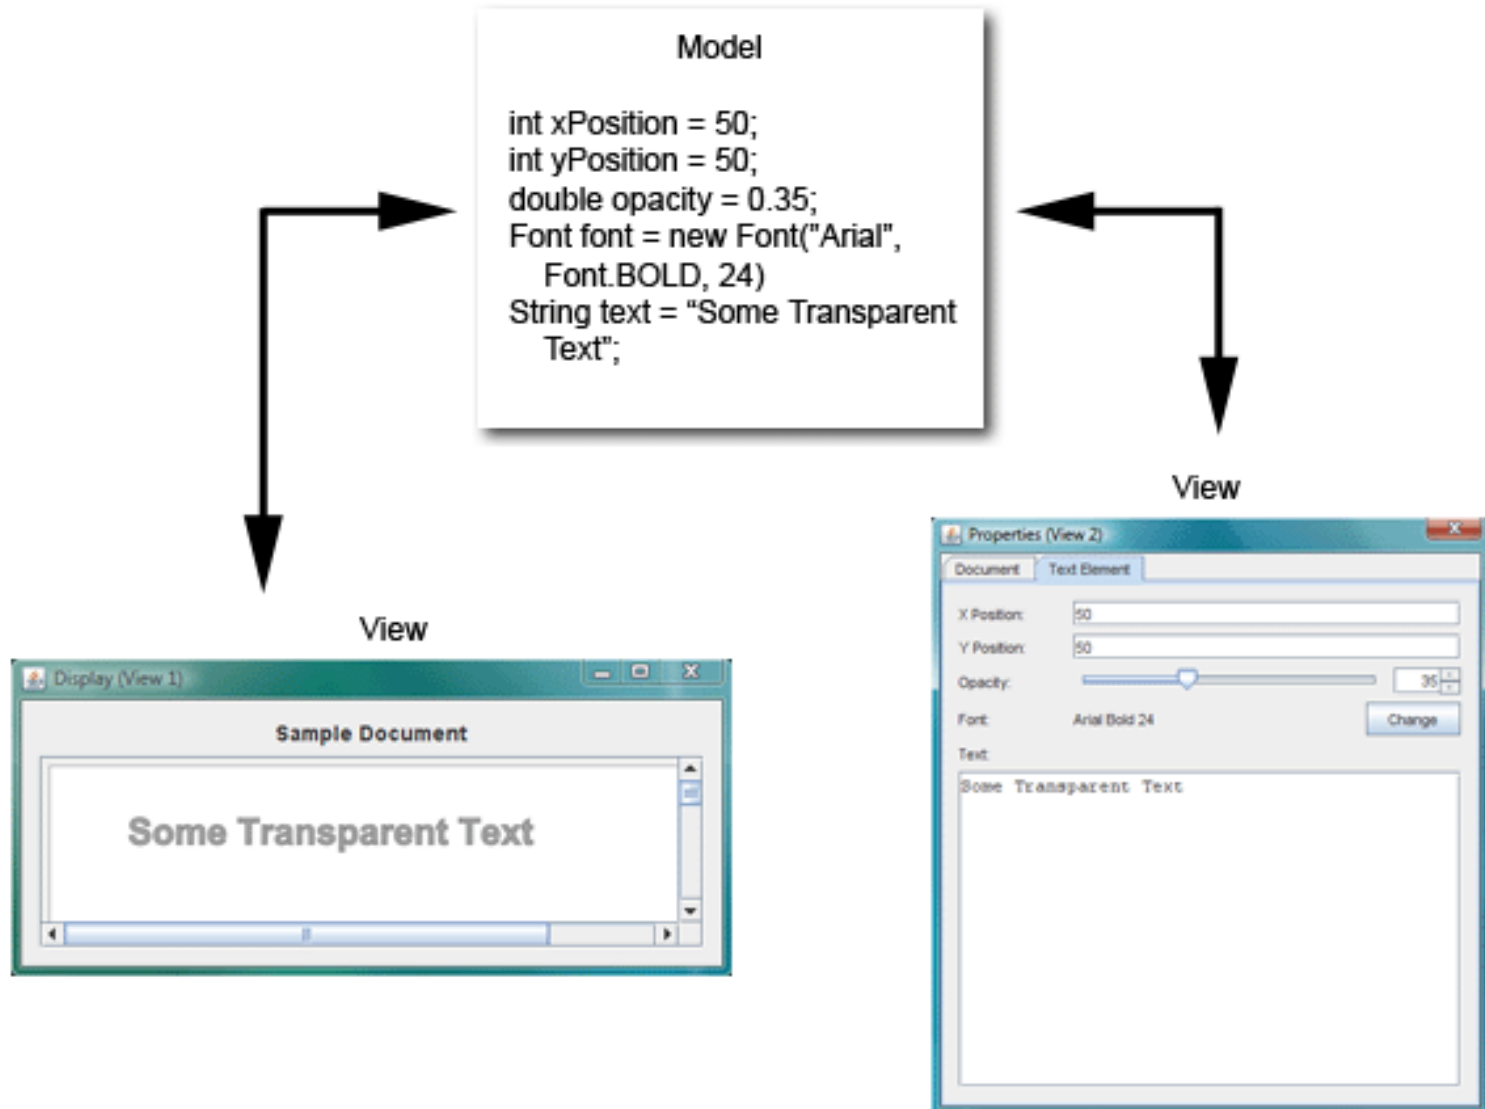 Model
int xPosition = 50;
int yPosition = 50;
double opacity = 0.35;
Font font = new Font("Arial",
Font.BOLD, 24)
String text = “Some Transparent
Text”;
View
Display (View 1)
Sample Document
Some Transparent Text
View
Properties (View 2)
Document Text Element
X Position: 50
Y Position: 50
Opacity: 35
Font: Arial Bold 24 Change
Text:
Some Transparent Text